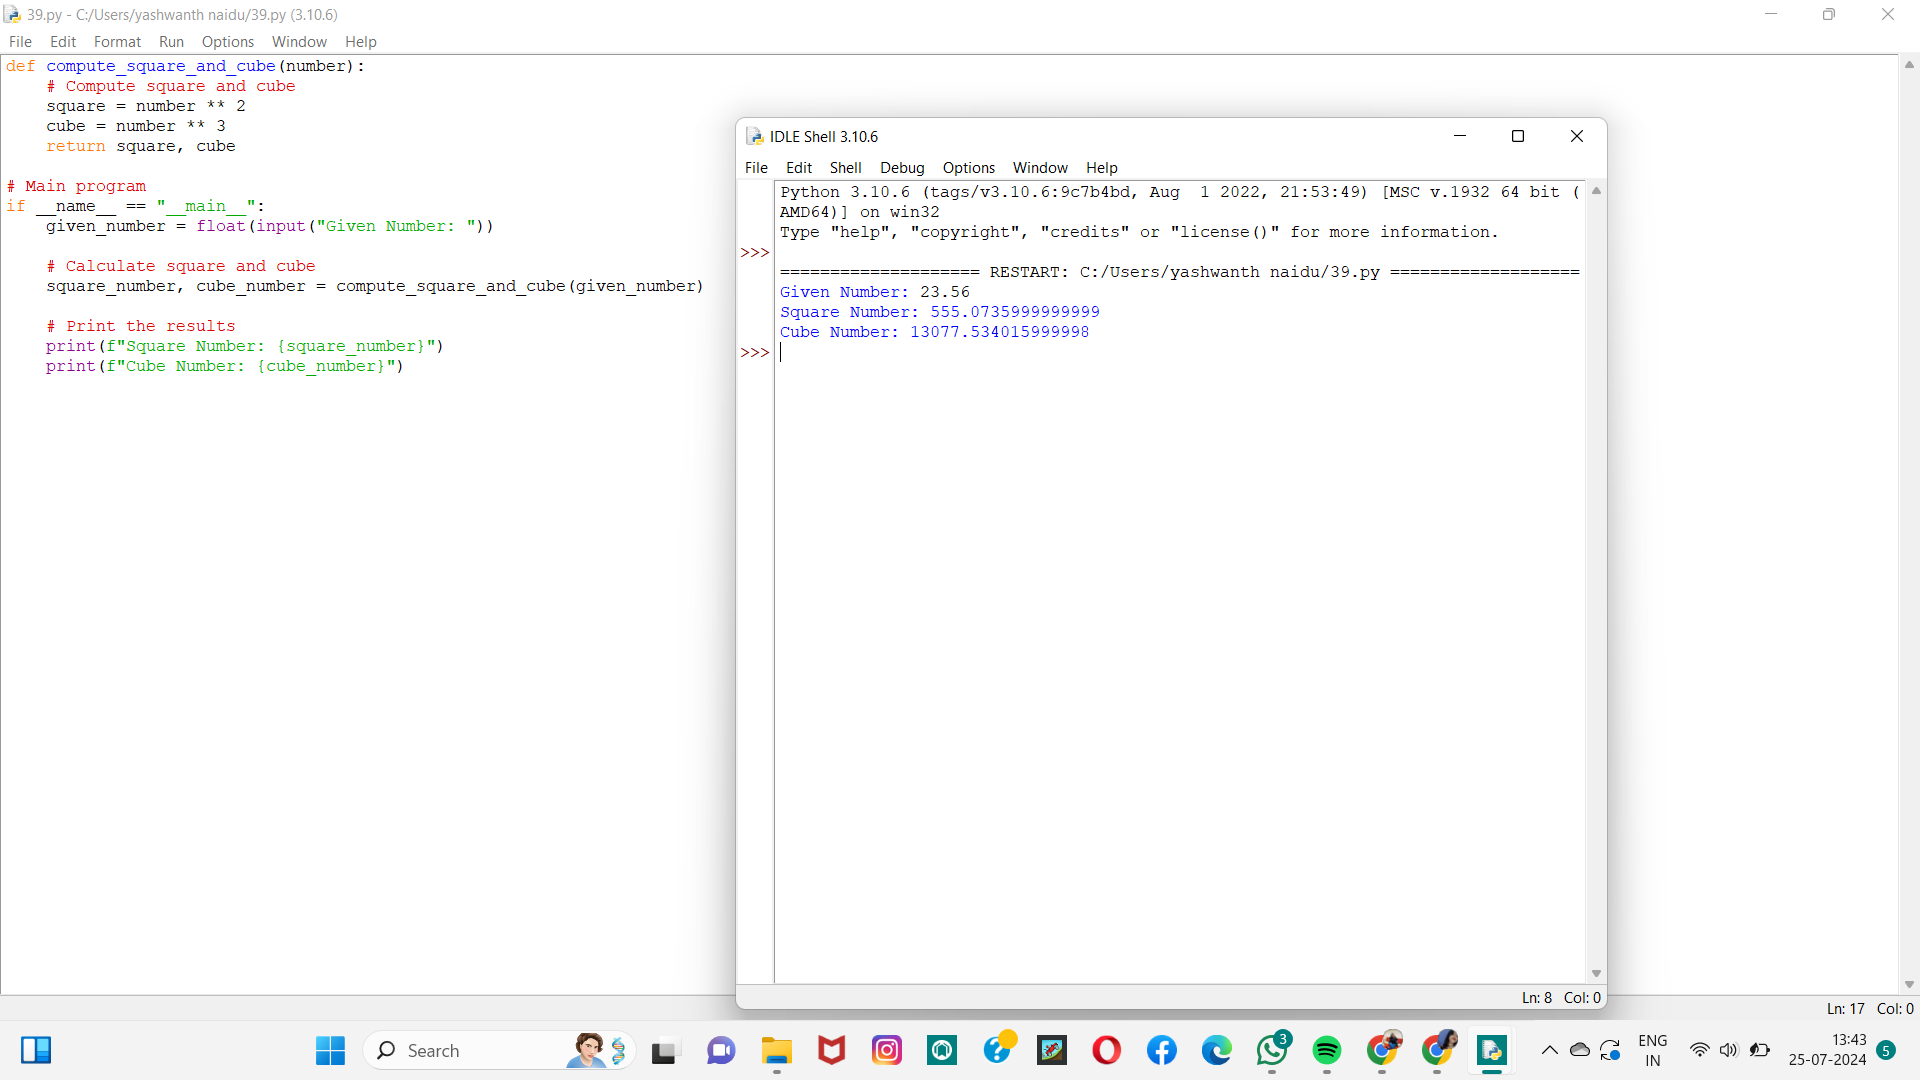 39.py - C:/Users/yashwanth naidu/39.py (3.10.6)
File Edit Format Run Options Window Help
def compute_square_and_cube(number):
    # Compute square and cube
    square = number ** 2
    cube = number ** 3
    return square, cube
# Main program
if __name__ == "__main__":
    given_number = float(input("Given Number: "))
    # Calculate square and cube
    square_number, cube_number = compute_square_and_cube(given_number)
    # Print the results
    print(f"Square Number: {square_number}")
    print(f"Cube Number: {cube_number}")
IDLE Shell 3.10.6
File Edit Shell Debug Options Window Help
Python 3.10.6 (tags/v3.10.6:9c7b4bd, Aug  1 2022, 21:53:49) [MSC v.1932 64 bit (
AMD64)] on win32
Type "help", "copyright", "credits" or "license()" for more information.
>>>
==================== RESTART: C:/Users/yashwanth naidu/39.py ===================
Given Number: 23.56
Square Number: 555.0735999999999
Cube Number: 13077.534015999998
>>>
Ln: 8 Col: 0
Ln: 17 Col: 0
Search
3
ENG
IN
13:43
25-07-2024
5